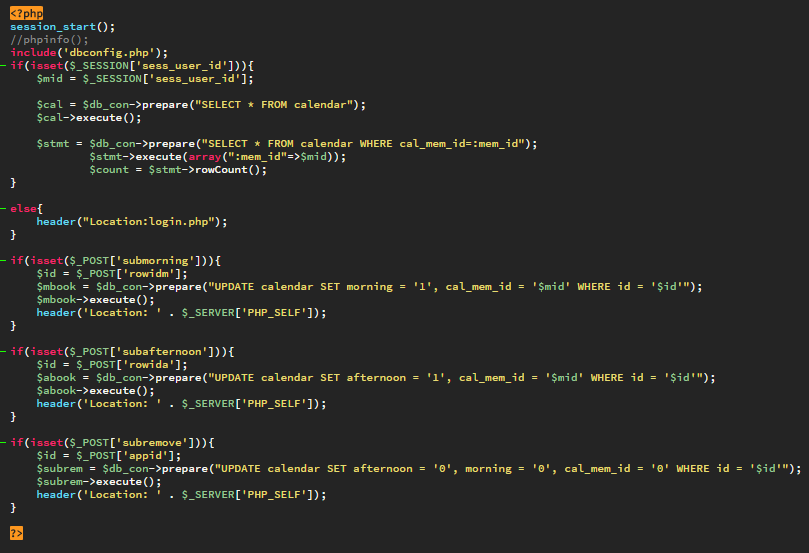 <?php
session_start();
//phpinfo();
include('dbconfig.php');
if(isset($_SESSION['sess_user_id'])){
    $mid = $_SESSION['sess_user_id'];

    $cal = $db_con->prepare("SELECT * FROM calendar");
    $cal->execute();

    $stmt = $db_con->prepare("SELECT * FROM calendar WHERE cal_mem_id=:mem_id");
            $stmt->execute(array(":mem_id"=>$mid));
            $count = $stmt->rowCount();
}

else{
    header("Location:login.php");
}

if(isset($_POST['submorning'])){
    $id = $_POST['rowidm'];
    $mbook = $db_con->prepare("UPDATE calendar SET morning = '1', cal_mem_id = '$mid' WHERE id = '$id'");
    $mbook->execute();
    header('Location: ' . $_SERVER['PHP_SELF']);
}

if(isset($_POST['subafternoon'])){
    $id = $_POST['rowida'];
    $abook = $db_con->prepare("UPDATE calendar SET afternoon = '1', cal_mem_id = '$mid' WHERE id = '$id'");
    $abook->execute();
    header('Location: ' . $_SERVER['PHP_SELF']);
}

if(isset($_POST['subremove'])){
    $id = $_POST['appid'];
    $subrem = $db_con->prepare("UPDATE calendar SET afternoon = '0', morning = '0', cal_mem_id = '0' WHERE id = '$id'");
    $subrem->execute();
    header('Location: ' . $_SERVER['PHP_SELF']);
}

?>